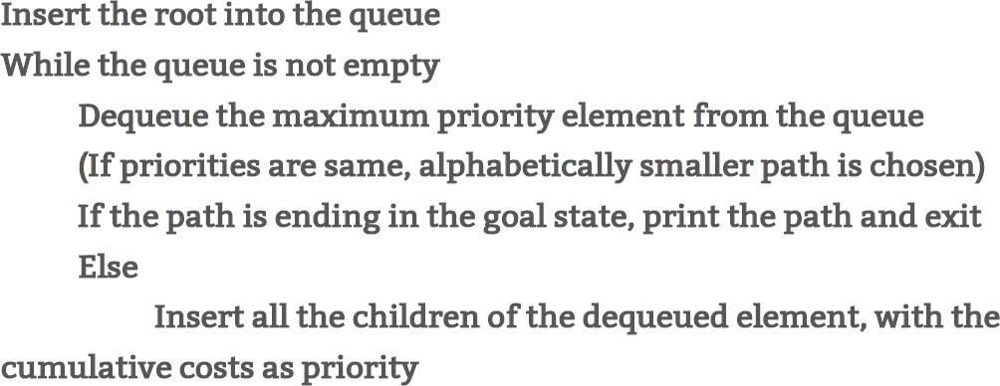 Insert the root into the queue
While the queue is not empty
Dequeue the maximum priority element from the queue
(If priorities are same, alphabetically smaller path is chosen)
If the path is ending in the goal state, print the path and exit
Else
Insert all the children of the dequeued element, with the
cumulative costs as priority